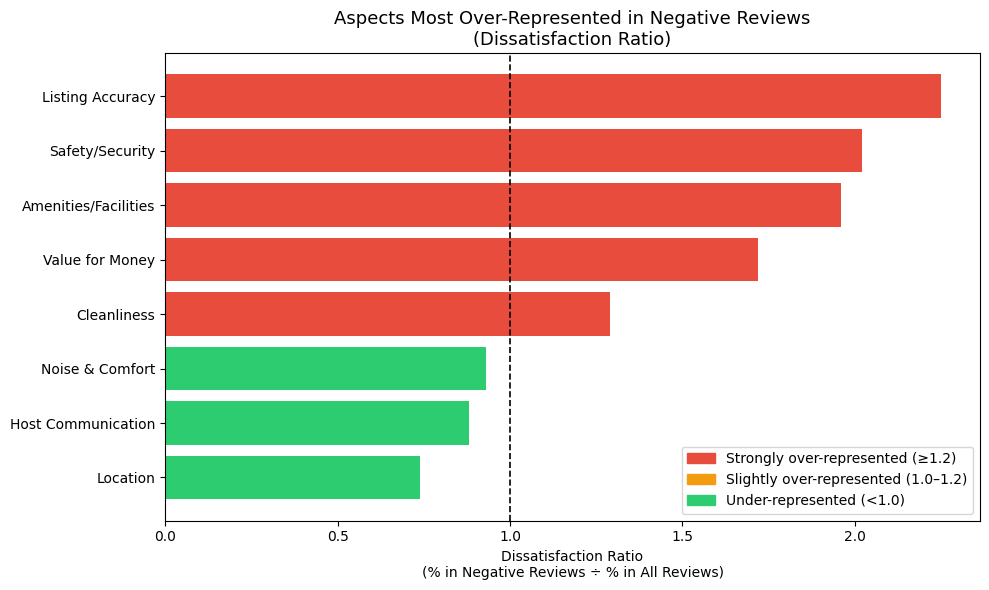 Aspects Most Over-Represented in Negative Reviews
(Dissatisfaction Ratio)
Listing Accuracy
Safety/Security
Amenities/Facilities
Value for Money
Cleanliness
Noise & Comfort
Host Communication
Location
Strongly over-represented (≥1.2)
Slightly over-represented (1.0–1.2)
Under-represented (<1.0)
0.0 0.5 1.0 1.5 2.0
Dissatisfaction Ratio
(% in Negative Reviews ÷ % in All Reviews)